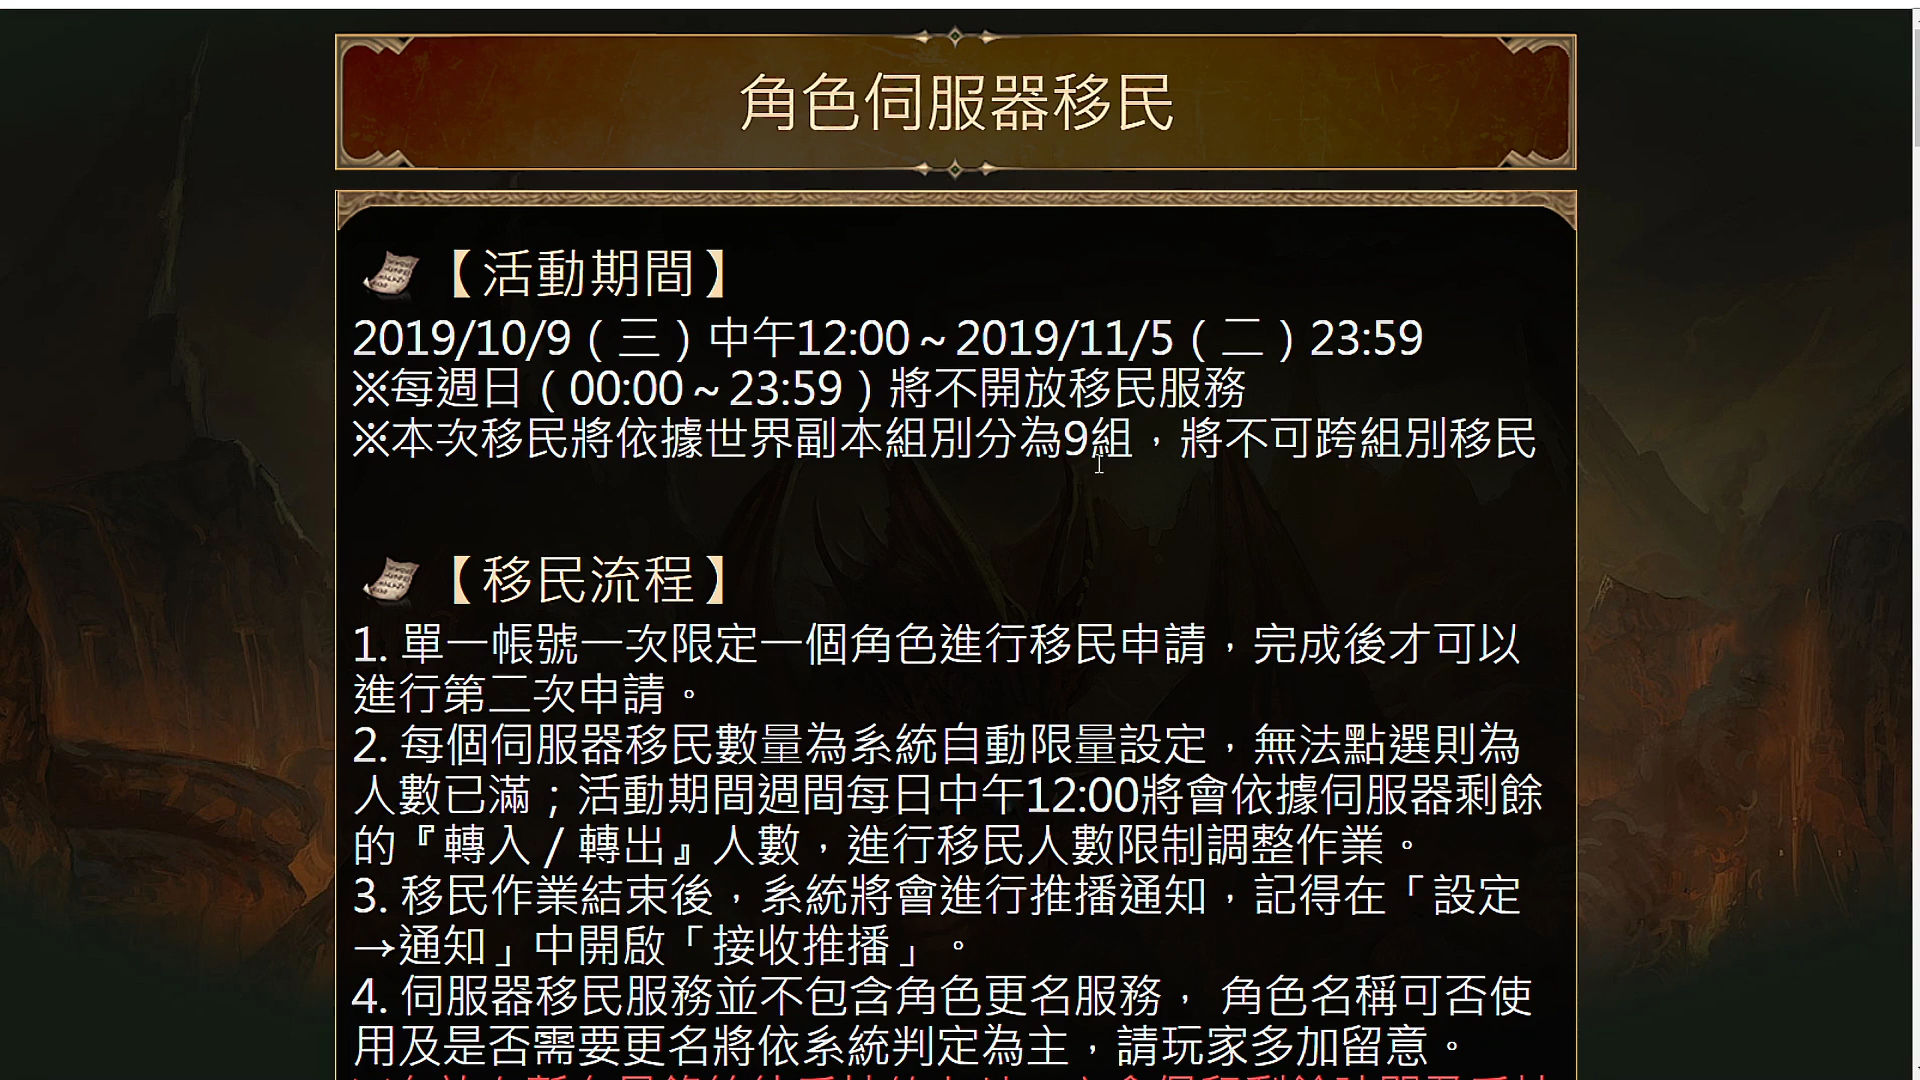 角色伺服器移民
【活動期間】
2019/10/9（三）中午12:00～2019/11/5（二）23:59
※每週日（00:00～23:59）將不開放移民服務
※本次移民將依據世界副本組別分為9組，將不可跨組別移民
【移民流程】
1. 單一帳號一次限定一個角色進行移民申請，完成後才可以
進行第二次申請。
2. 每個伺服器移民數量為系統自動限量設定，無法點選則為
人數已滿；活動期間週間每日中午12:00將會依據伺服器剩餘
的『轉入／轉出』人數，進行移民人數限制調整作業。
3. 移民作業結束後，系統將會進行推播通知，記得在「設定
→通知」中開啟「接收推播」。
4. 伺服器移民服務並不包含角色更名服務， 角色名稱可否使
用及是否需要更名將依系統判定為主，請玩家多加留意。